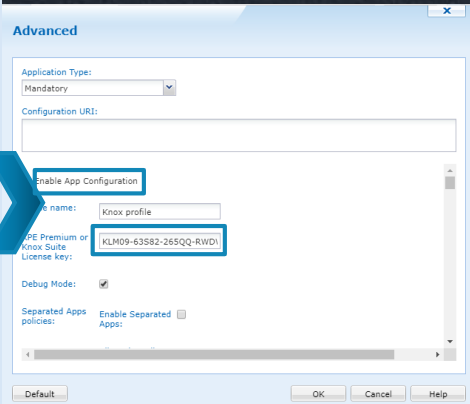 x
Advanced
Application Type:
Mandatory
Configuration URI:
Enable App Configuration
name:
Knox profile
KPE Premium or
Knox Suite
License key:
KLM09-63S82-265QQ-RWD
Debug Mode:
Separated Apps
policies:
Enable Separated
Apps:
Default
OK
Cancel
Help